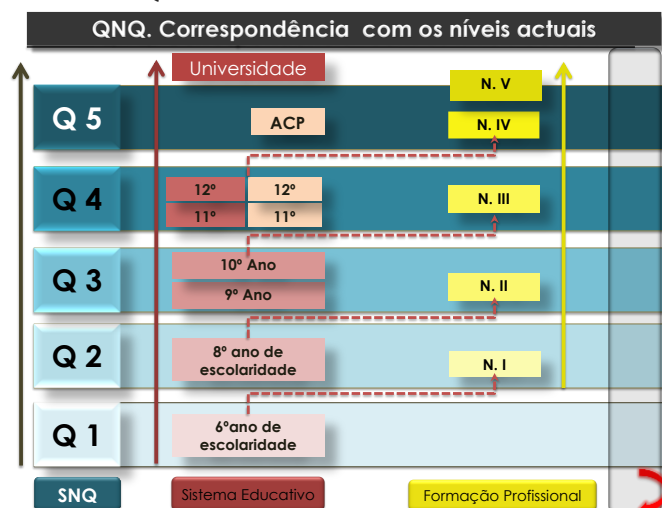 QNQ. Correspondência com os níveis actuais
Universidade
N. V
Q 5
ACP
N. IV
Q 4
12º
12º
11º
11º
N. III
Q 3
10º Ano
9º Ano
N. II
Q 2
8º ano de
escolaridade
N. I
Q 1
6ºano de
escolaridade
SNQ
Sistema Educativo
Formação Profissional